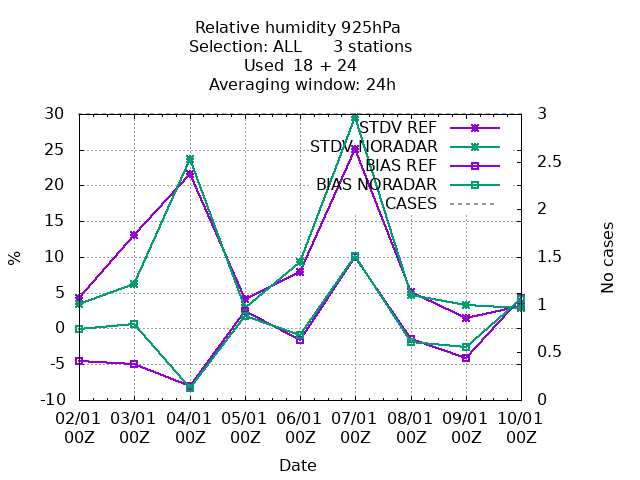 Relative humidity 925hPa
Selection: ALL 3 stations
Used 18 + 24
Averaging window: 24h
30
25
20
15
10
5
0
-5
-10
%
3
2.5
2
1.5
1
0.5
0
No cases
STDV REF
STDV NORADAR
BIAS REF
BIAS NORADAR
CASES
02/01 03/01 04/01 05/01 06/01 07/01 08/01 09/01 10/01
00Z 00Z 00Z 00Z 00Z 00Z 00Z 00Z 00Z
Date